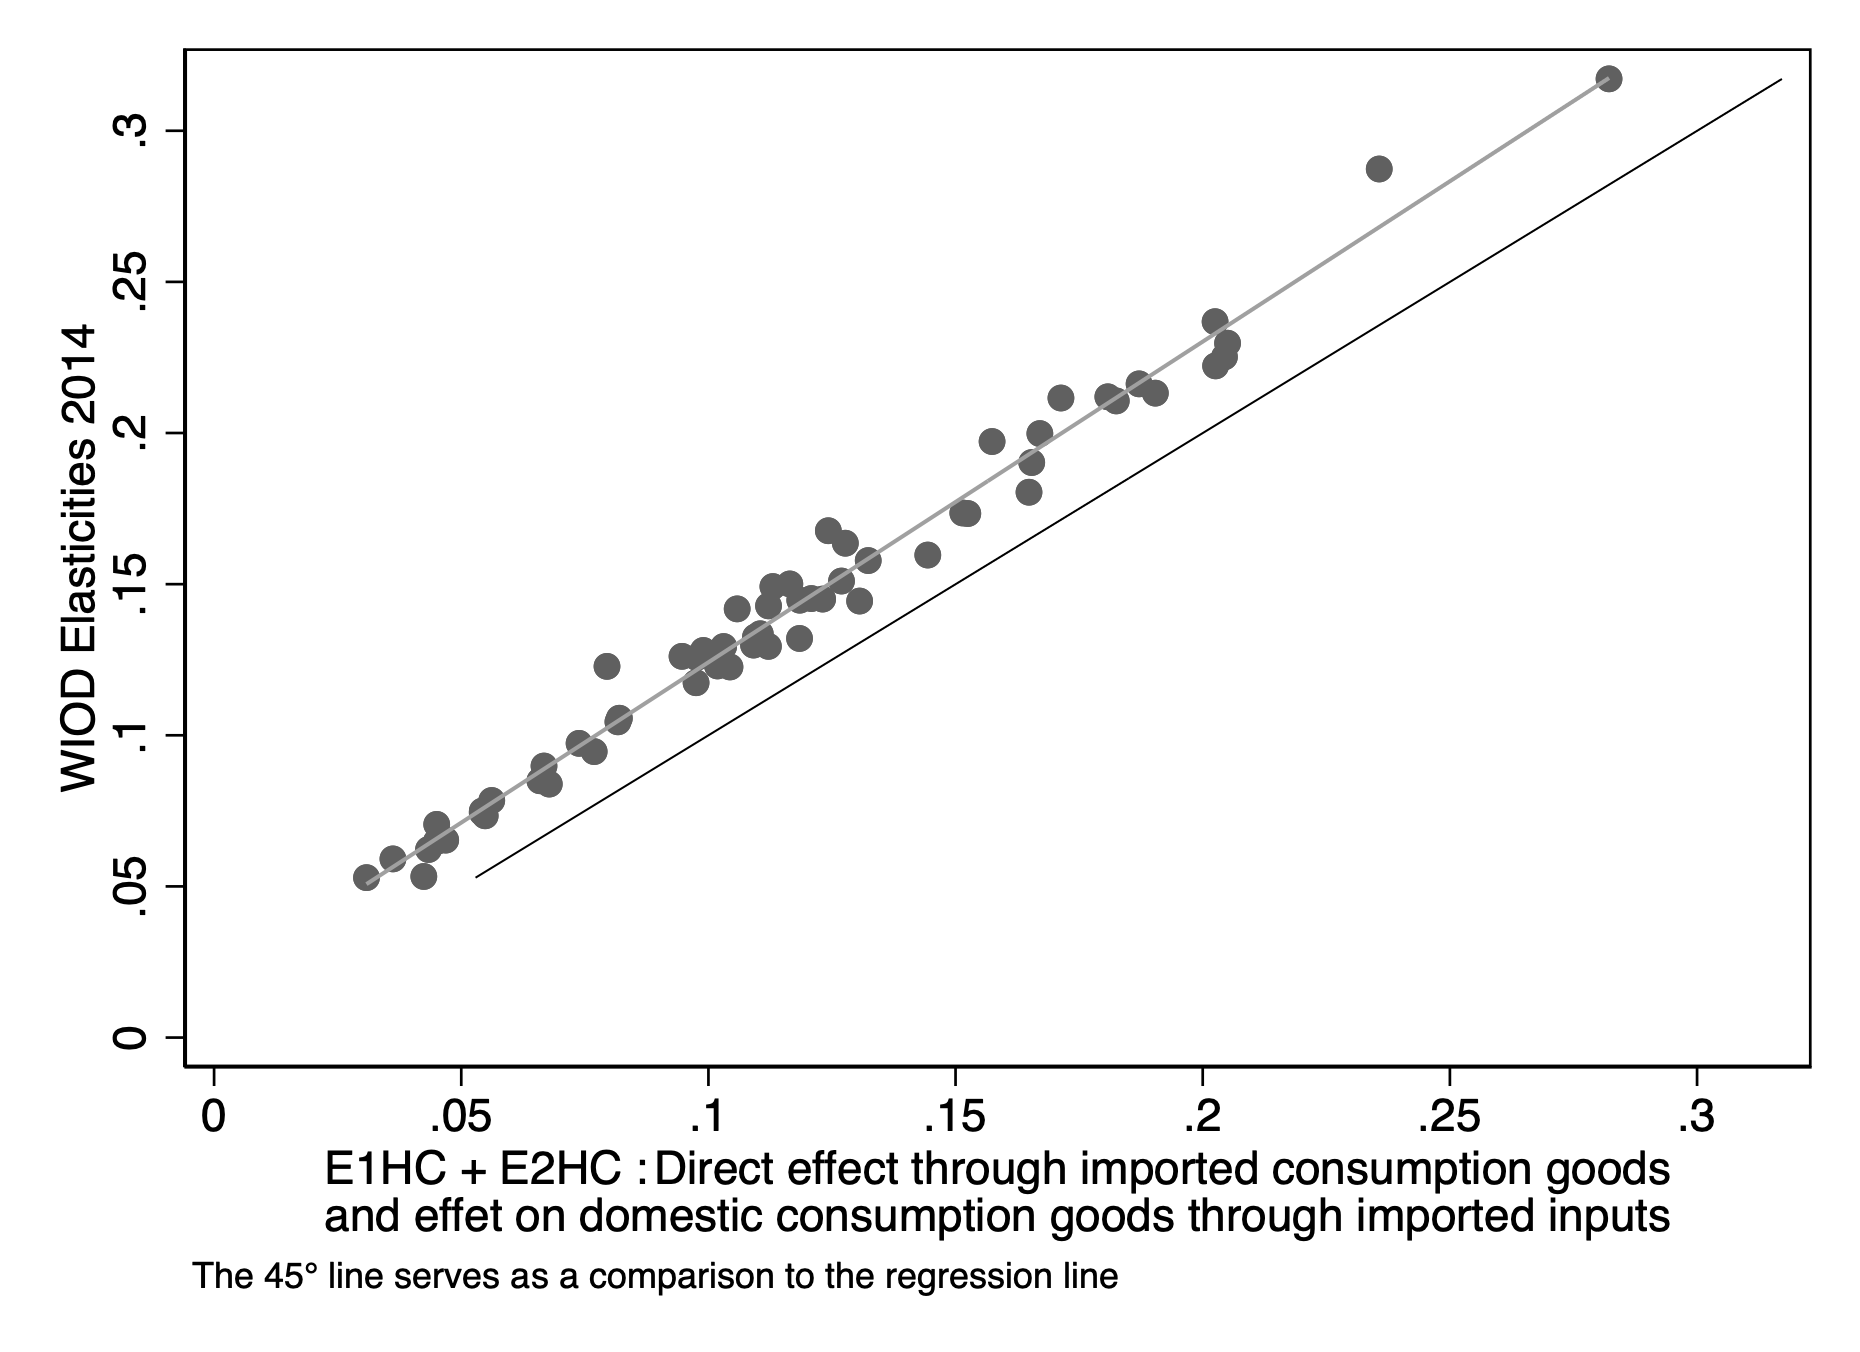 .3
.25
.2
.15
.1
.05
0
WIOD Elasticities 2014
0 .05 .1 .15 .2 .25 .3
E1HC + E2HC : Direct effect through imported consumption goods
and effet on domestic consumption goods through imported inputs
The 45° line serves as a comparison to the regression line